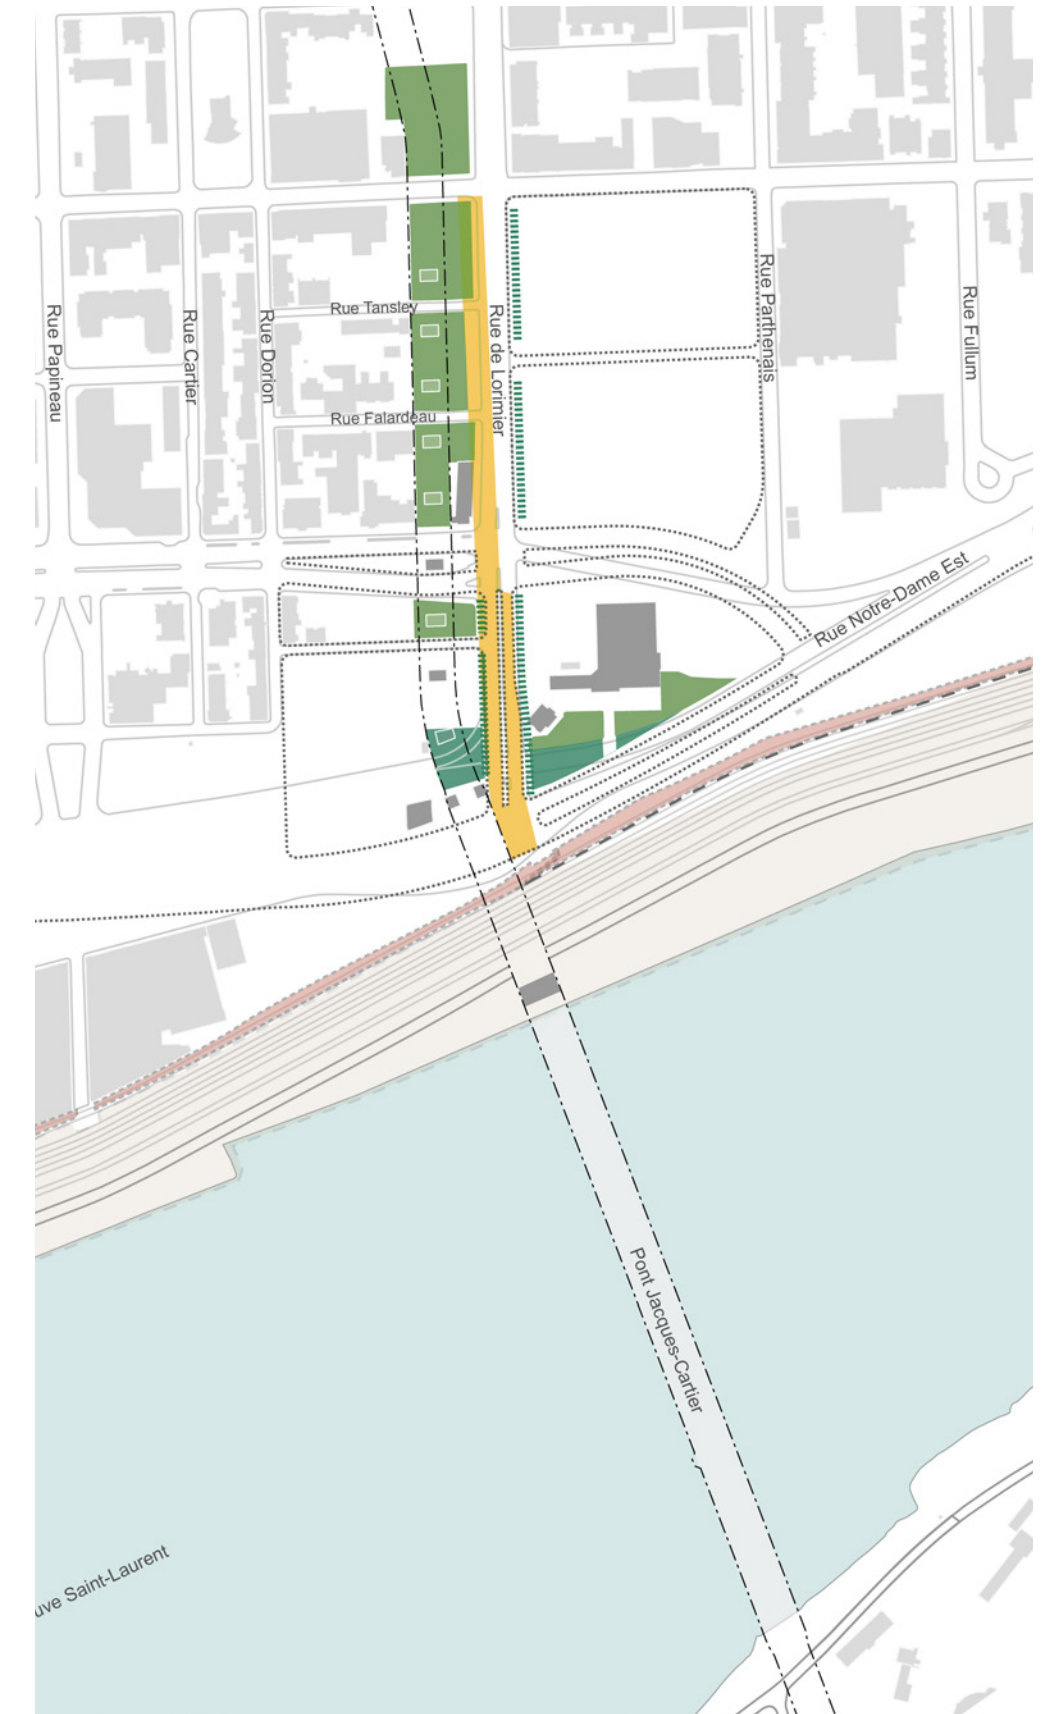 Rue Tansley
Rue Papineau
Rue Cartier
Rue Dorion
Rue de Lorimier
Rue Parthenais
Rue Fullum
Rue Falardeau
Rue Notre-Dame Est
Pont Jacques-Cartier
uve Saint-Laurent